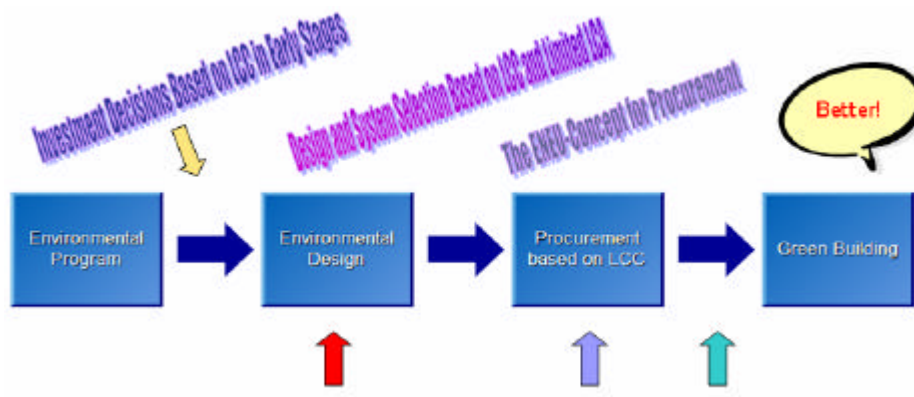 Investment Decisions Based on LCC in Early Stages
Design and System Selection Based on LCC and Limited LCA
The ENEU-Concept for Procurement
Better!
Environmental
Program
Environmental
Design
Procurement
based on LCC
Green Building